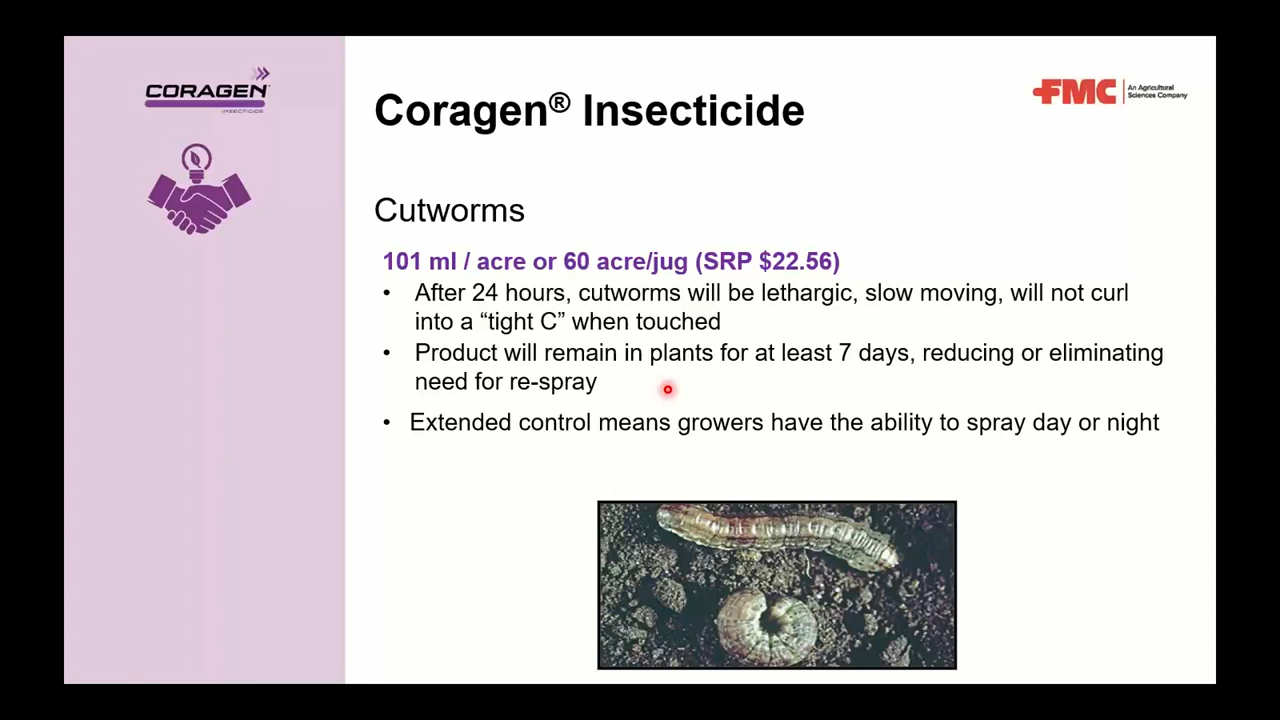 CORAGEN
INSECTICIDE
FMC
An Agricultural
Sciences Company
Coragen® Insecticide
Cutworms
101 ml / acre or 60 acre/jug (SRP $22.56)
• After 24 hours, cutworms will be lethargic, slow moving, will not curl
into a “tight C” when touched
• Product will remain in plants for at least 7 days, reducing or eliminating
need for re-spray
• Extended control means growers have the ability to spray day or night